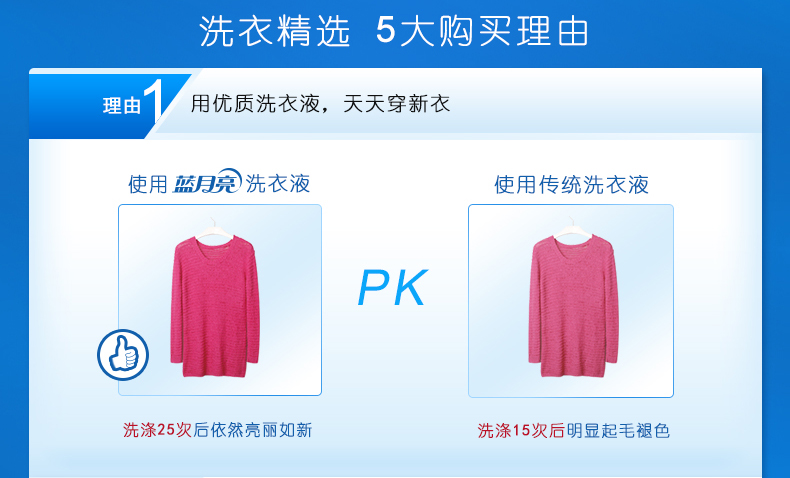 洗衣精选 5大购买理由
理由1
用优质洗衣液，天天穿新衣
使用 蓝月亮 洗衣液
使用传统洗衣液
PK
洗涤25次后依然亮丽如新
洗涤15次后明显起毛褪色